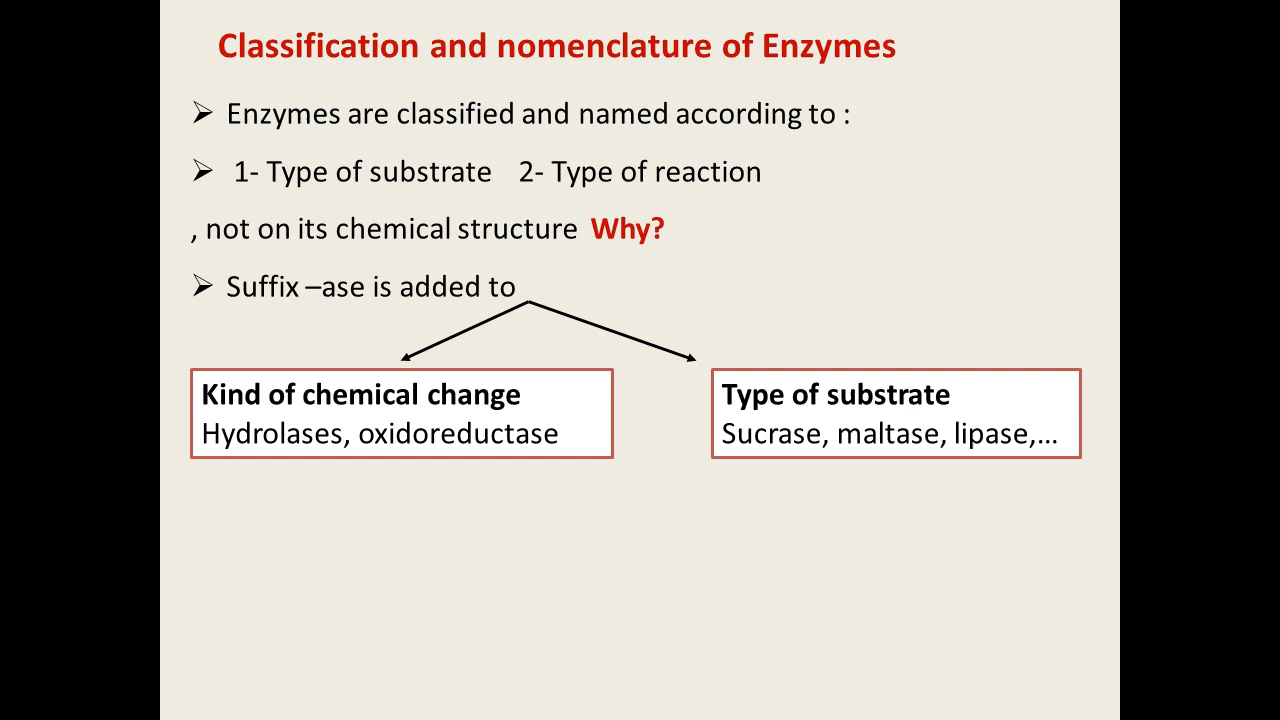 Classification and nomenclature of Enzymes
➢ Enzymes are classified and named according to :
➢ 1- Type of substrate 2- Type of reaction
, not on its chemical structure Why?
➢ Suffix –ase is added to
Kind of chemical change
Hydrolases, oxidoreductase
Type of substrate
Sucrase, maltase, lipase,...